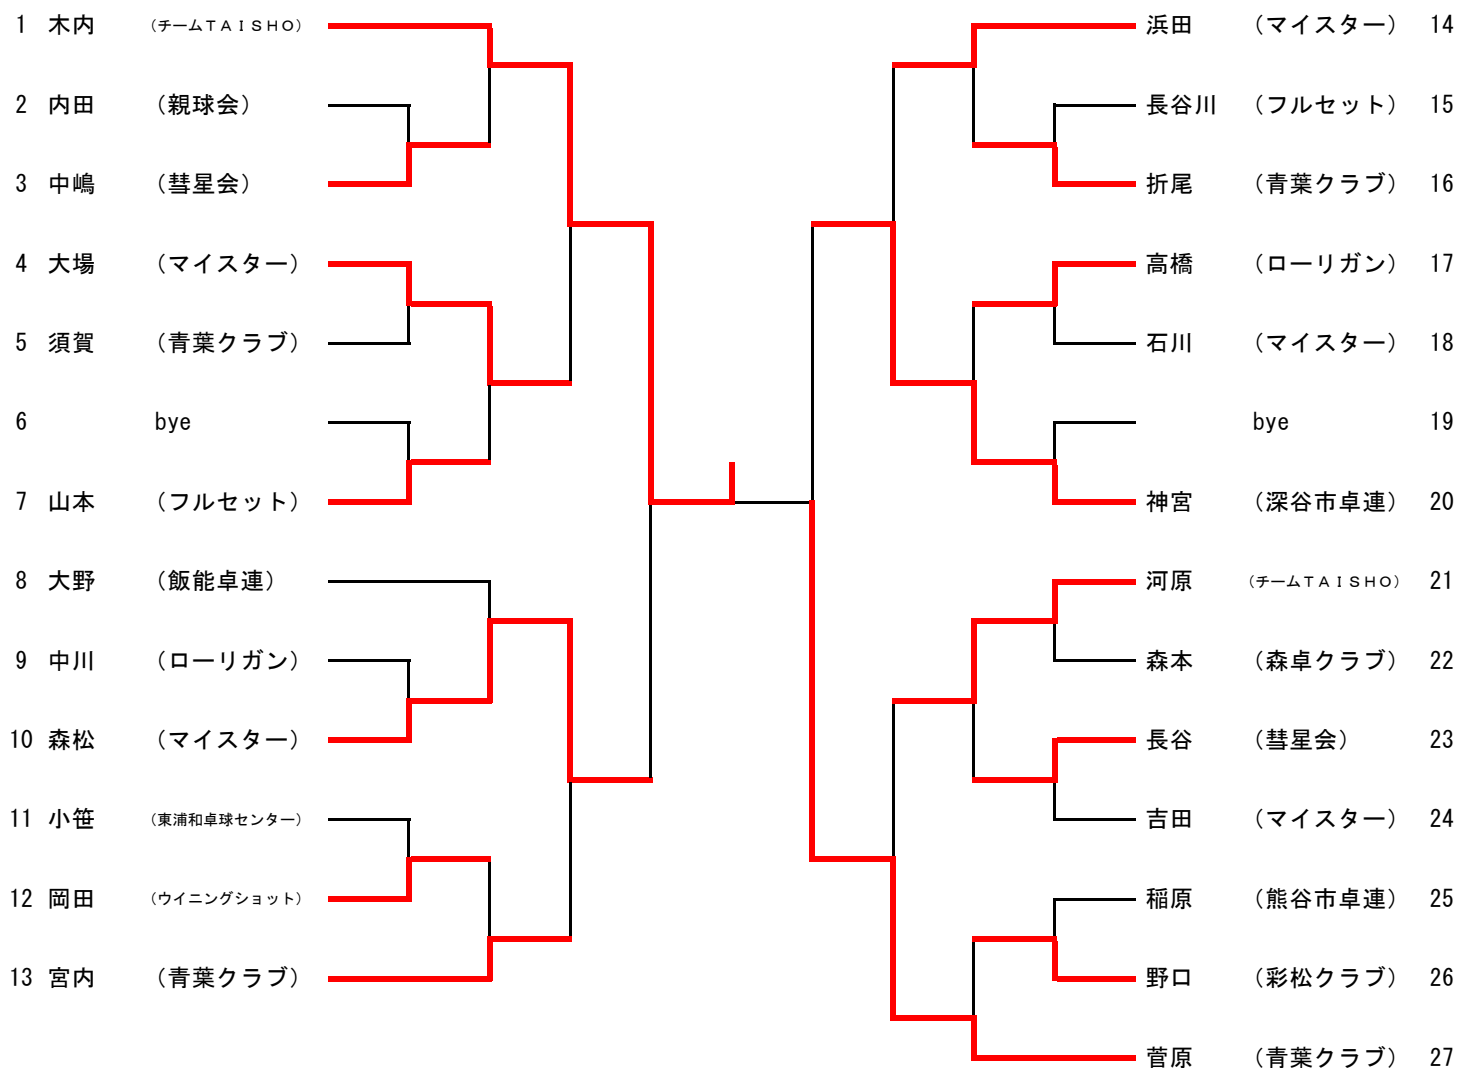 1 木内 （チームＴＡＩＳＨＯ）
2 内田 （親球会）
3 中嶋 （彗星会）
4 大場 （マイスター）
5 須賀 （青葉クラブ）
6 bye
7 山本 （フルセット）
8 大野 （飯能卓連）
9 中川 （ローリガン）
10 森松 （マイスター）
11 小笹 （東浦和卓球センター）
12 岡田 （ウイニングショット）
13 宮内 （青葉クラブ）
浜田 （マイスター） 14
長谷川 （フルセット） 15
折尾 （青葉クラブ） 16
高橋 （ローリガン） 17
石川 （マイスター） 18
bye 19
神宮 （深谷市卓連） 20
河原 （チームＴＡＩＳＨＯ） 21
森本 （森卓クラブ） 22
長谷 （彗星会） 23
吉田 （マイスター） 24
稲原 （熊谷市卓連） 25
野口 （彩松クラブ） 26
菅原 （青葉クラブ） 27